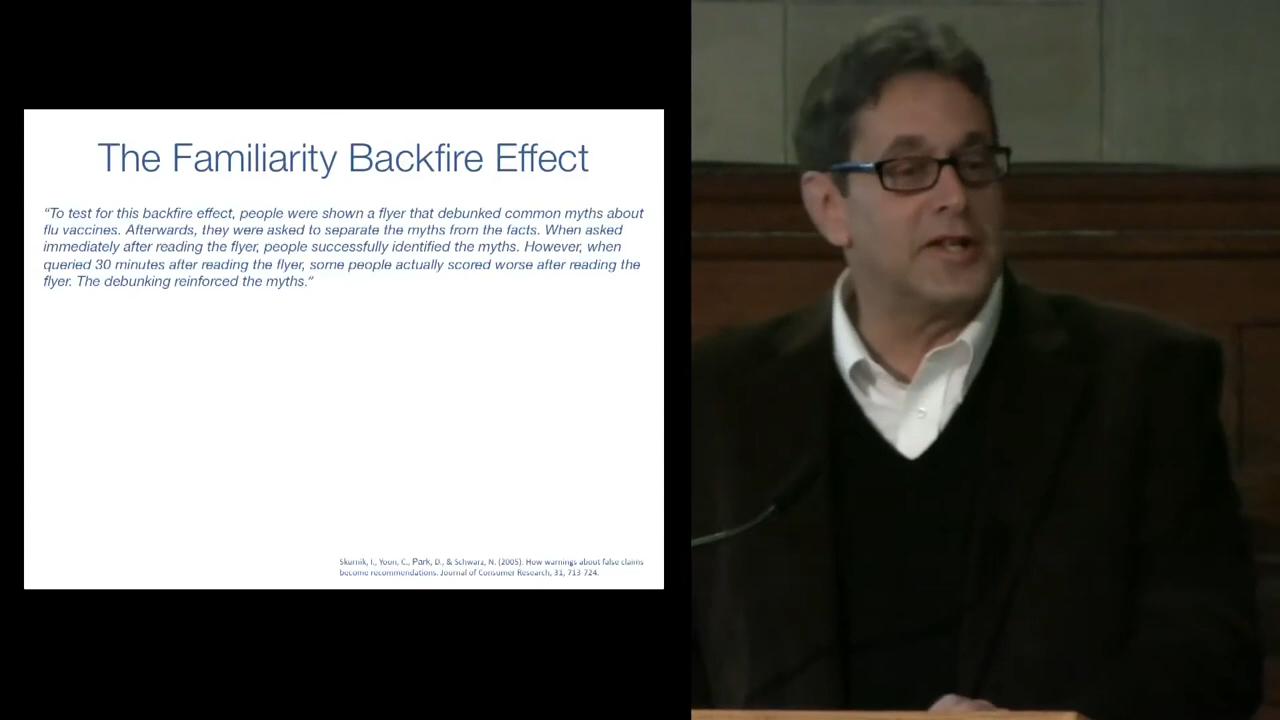 The Familiarity Backfire Effect
“To test for this backfire effect, people were shown a flyer that debunked common myths about
flu vaccines. Afterwards, they were asked to separate the myths from the facts. When asked
immediately after reading the flyer, people successfully identified the myths. However, when
queried 30 minutes after reading the flyer, some people actually scored worse after reading the
flyer. The debunking reinforced the myths.”
Skurnik, I., Yoon, C., Park, D., & Schwarz, N. (2005). How warnings about false claims
become recommendations. Journal of Consumer Research, 31, 713-724.